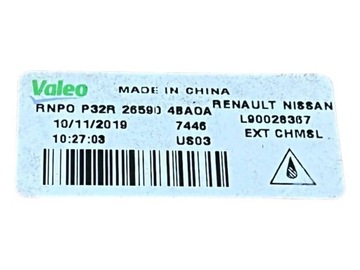 Valeo MADE IN CHINA
RNPO P32R 26590 4BA0A RENAULT NISSAN
10/11/2019 7446 L90028367
10:27:03 US03 EXT CHMSL